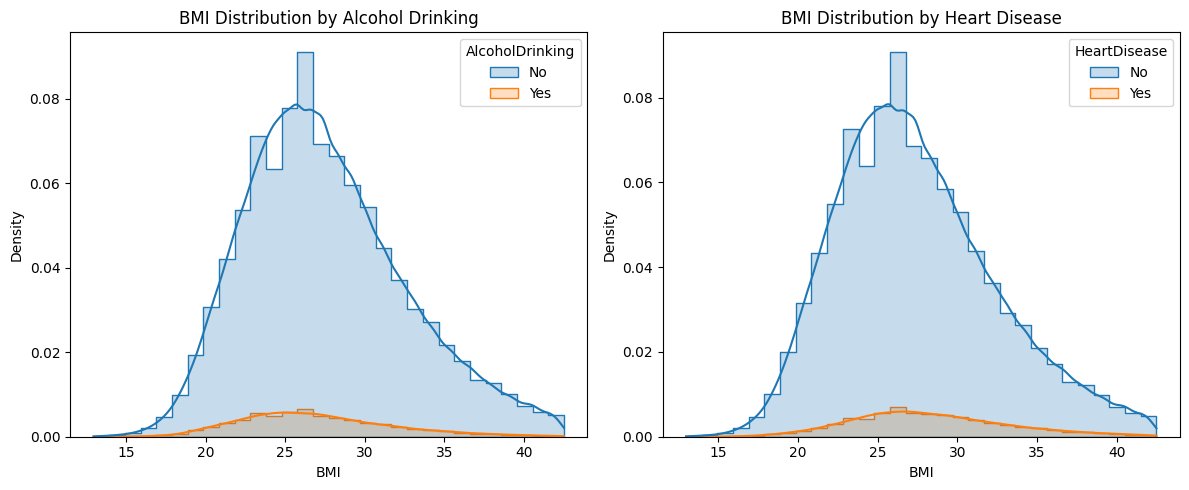 BMI Distribution by Alcohol Drinking
AlcoholDrinking
No
Yes
Density
0.00
0.02
0.04
0.06
0.08
15 20 25 30 35 40
BMI
BMI Distribution by Heart Disease
HeartDisease
No
Yes
Density
0.00
0.02
0.04
0.06
0.08
15 20 25 30 35 40
BMI